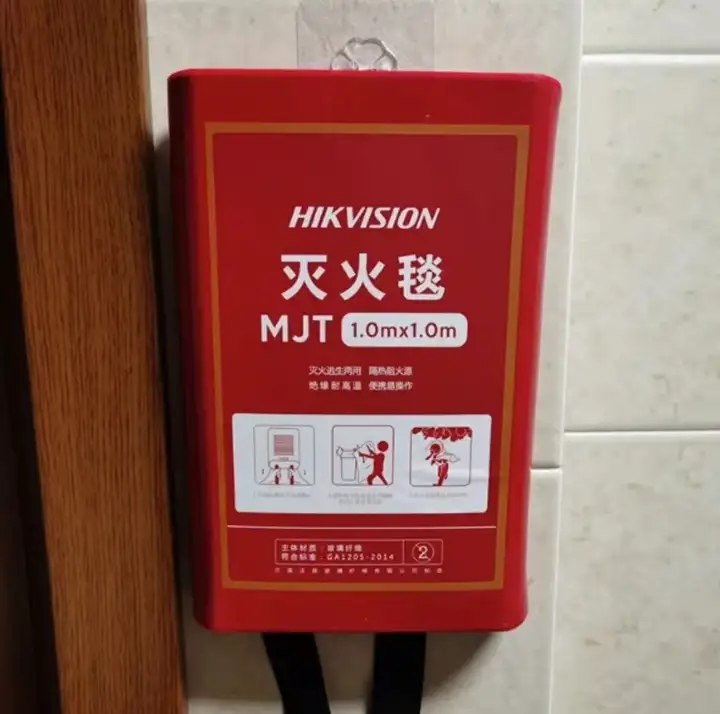 HIKVISION
灭火毯
MJT 1.0mx1.0m
灭火逃生两用 隔热阻火源
绝缘耐高温 便携易操作
主体材质：玻璃纤维
符合标准：GA1205-2014
2